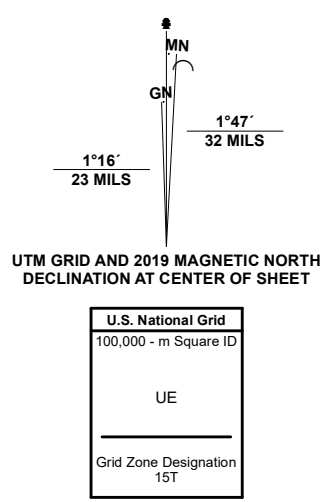 MN
GN
1°47´
32 MILS
1°16´
23 MILS
UTM GRID AND 2019 MAGNETIC NORTH
DECLINATION AT CENTER OF SHEET
U.S. National Grid
100,000 - m Square ID
UE
Grid Zone Designation
15T